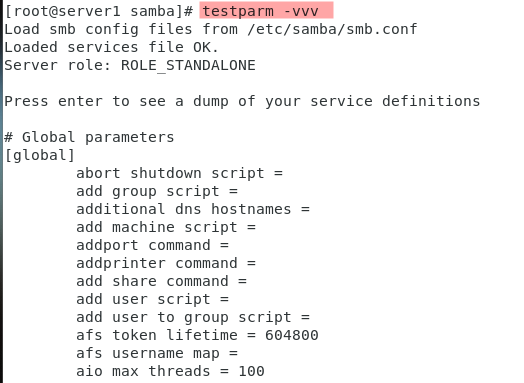 [root@server1 samba]# testparm -vvv
Load smb config files from /etc/samba/smb.conf
Loaded services file OK.
Server role: ROLE_STANDALONE
Press enter to see a dump of your service definitions
# Global parameters
[global]
abort shutdown script =
add group script =
additional dns hostnames =
add machine script =
addport command =
addprinter command =
add share command =
add user script =
add user to group script =
afs token lifetime = 604800
afs username map =
aio max threads = 100